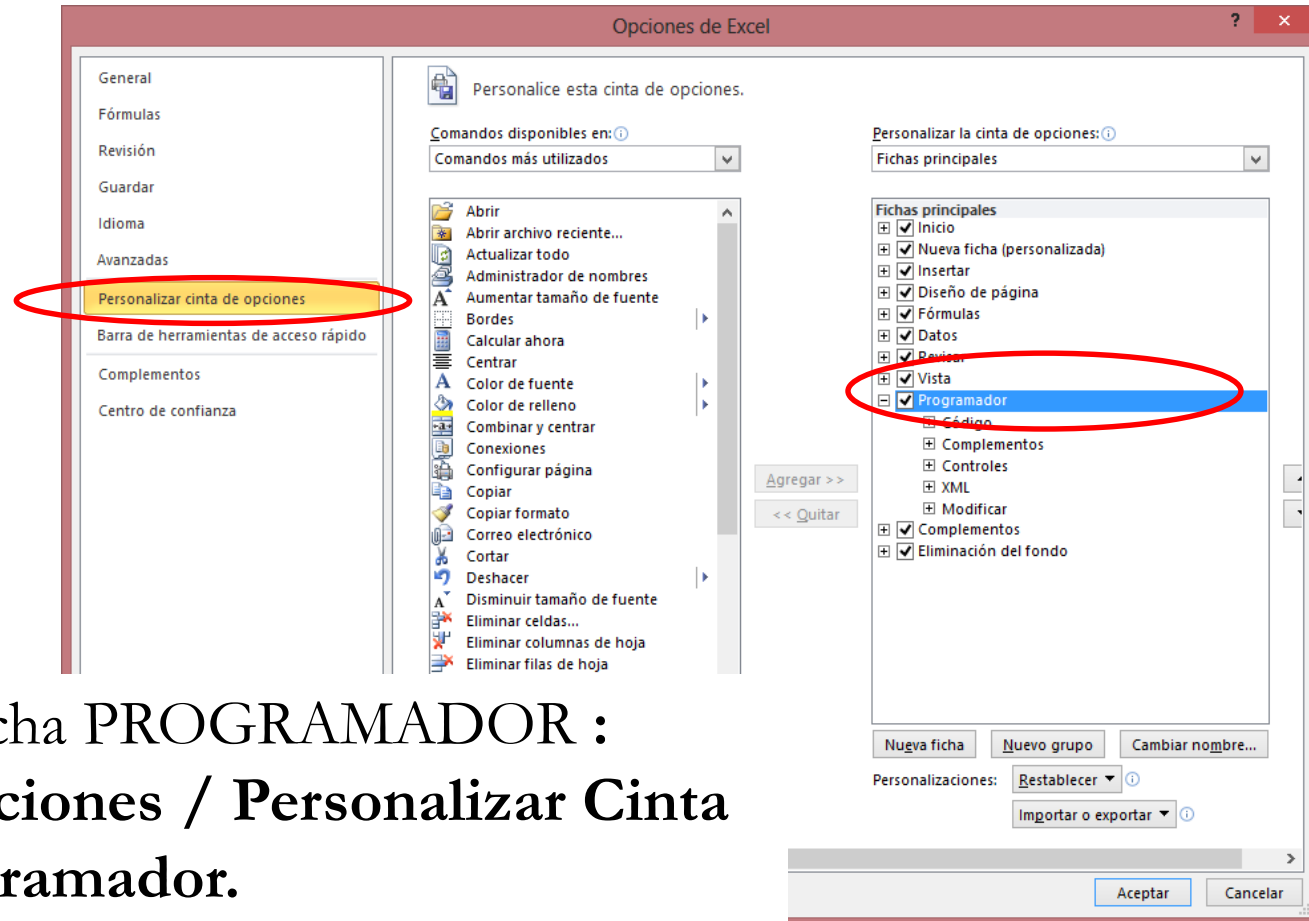 Opciones de Excel
?
General
Fórmulas
Revisión
Guardar
Idioma
Avanzadas
Personalizar cinta de opciones
Barra de herramientas de acceso rápido
Complementos
Centro de confianza
Personalice esta cinta de opciones.
Comandos disponibles en:
Comandos más utilizados
Abrir
Abrir archivo reciente...
Actualizar todo
Administrador de nombres
Aumentar tamaño de fuente
Bordes
Calcular ahora
Centrar
Color de fuente
Color de relleno
Combinar y centrar
Conexiones
Configurar página
Copiar
Copiar formato
Correo electrónico
Cortar
Deshacer
Disminuir tamaño de fuente
Eliminar celdas...
Eliminar columnas de hoja
Eliminar filas de hoja
Agregar >>
<< Quitar
Personalizar la cinta de opciones:
Fichas principales
Fichas principales
Inicio
Nueva ficha (personalizada)
Insertar
Diseño de página
Fórmulas
Datos
Revisar
Vista
Programador
Código
Complementos
Controles
XML
Modificar
Complementos
Eliminación del fondo
Nueva ficha
Nuevo grupo
Cambiar nombre...
Personalizaciones:
Restablecer
Importar o exportar
Aceptar
Cancelar
cha PROGRAMADOR :
ciones / Personalizar Cinta
ramador.